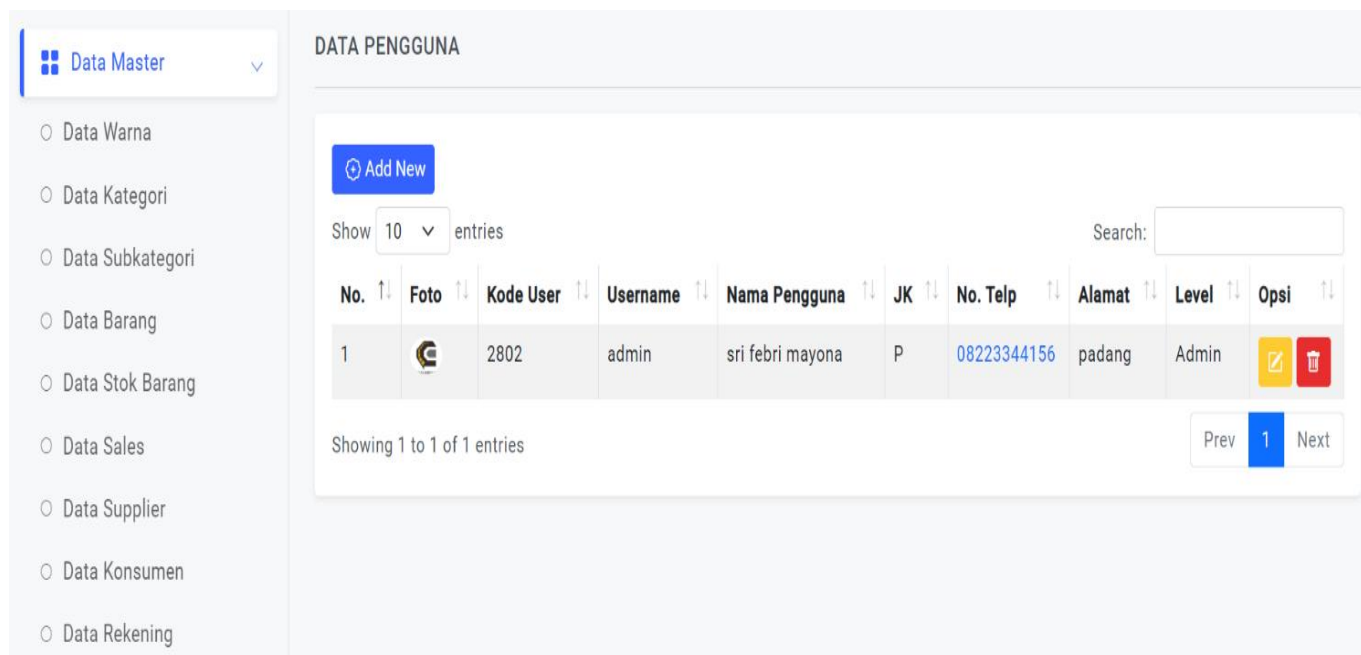 Data Master
Data Warna
Data Kategori
Data Subkategori
Data Barang
Data Stok Barang
Data Sales
Data Supplier
Data Konsumen
Data Rekening
DATA PENGGUNA
Add New
Show 10 entries
Search:
No. Foto Kode User Username Nama Pengguna JK No. Telp Alamat Level Opsi
1 2802 admin sri febri mayona P 08223344156 padang Admin
Showing 1 to 1 of 1 entries
Prev 1 Next